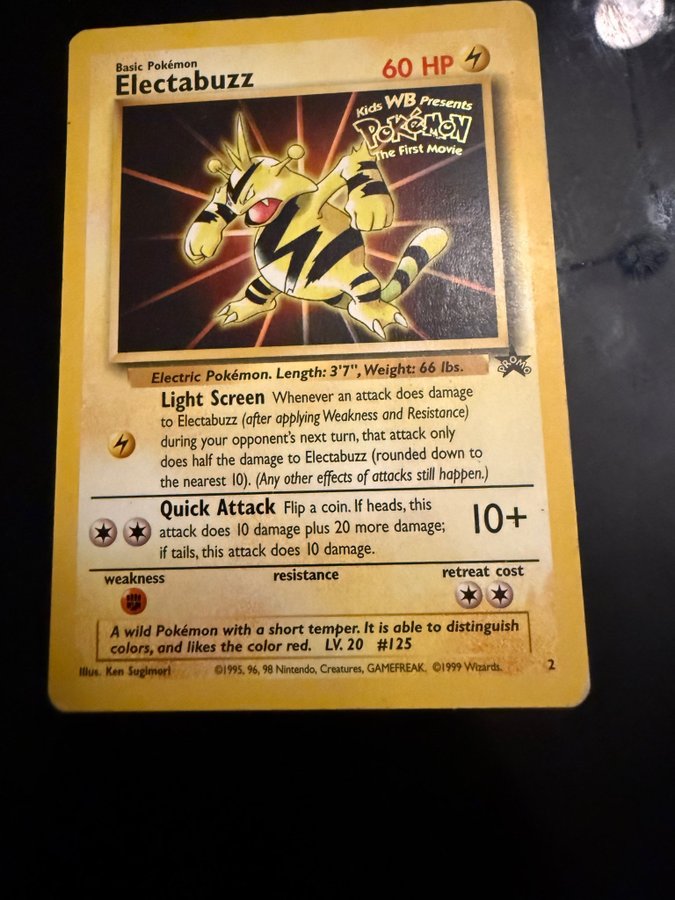 Basic Pokémon
Electabuzz
60 HP
Kids WB Presents
POKéMON
The First Movie
Electric Pokémon. Length: 3'7", Weight: 66 lbs.
PROMO
Light Screen Whenever an attack does damage
to Electabuzz (after applying Weakness and Resistance)
during your opponent's next turn, that attack only
does half the damage to Electabuzz (rounded down to
the nearest 10). (Any other effects of attacks still happen.)
Quick Attack Flip a coin. If heads, this
attack does 10 damage plus 20 more damage;
if tails, this attack does 10 damage.
10+
weakness
resistance
retreat cost
A wild Pokémon with a short temper. It is able to distinguish
colors, and likes the color red. LV. 20 #125
Illus. Ken Sugimori
©1995, 96, 98 Nintendo, Creatures, GAMEFREAK. ©1999 Wizards.
2